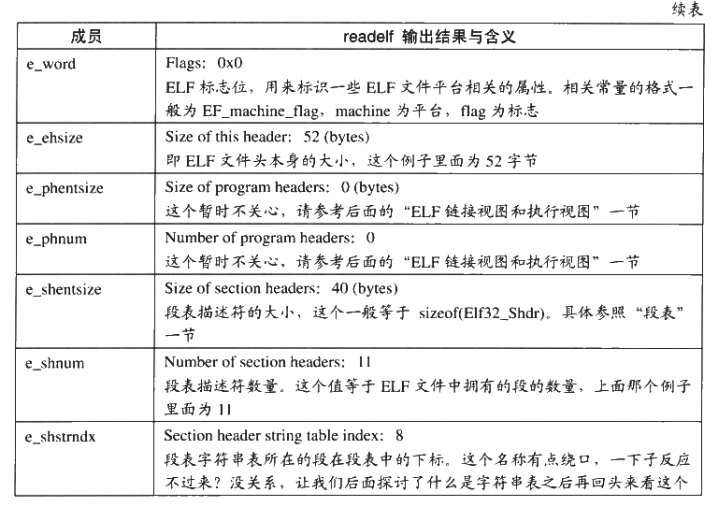 续表
成员 readelf 输出结果与含义
e_word Flags：0x0
ELF 标志位，用来标识一些 ELF 文件平台相关的属性。相关常量的格式一
般为 EF_machine_flag，machine 为平台，flag 为标志
e_ehsize Size of this header：52 (bytes)
即 ELF 文件头本身的大小，这个例子里面为 52 字节
e_phentsize Size of program headers：0 (bytes)
这个暂时不关心，请参考后面的“ELF 链接视图和执行视图”一节
e_phnum Number of program headers：0
这个暂时不关心，请参考后面的“ELF 链接视图和执行视图”一节
e_shentsize Size of section headers：40 (bytes)
段表描述符的大小，这个一般等于 sizeof(Elf32_Shdr)。具体参照“段表”
一节
e_shnum Number of section headers：11
段表描述符数量。这个值等于 ELF 文件中拥有的段的数量，上面那个例子
里面为 11
e_shstrndx Section header string table index：8
段表字符串表所在的段在段表中的下标。这个名称有点绕口，一下子反应
不过来？没关系，让我们后面探讨了什么是字符串表之后再回头来看这个